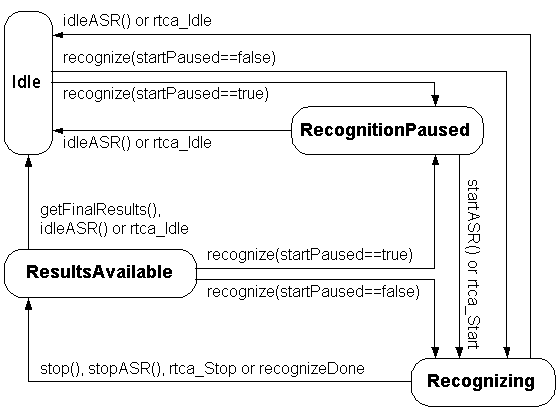 idleASR() or rtca_Idle
Idle
recognize(startPaused==false)
recognize(startPaused==true)
RecognitionPaused
idleASR() or rtca_Idle
startASR() or rtca_Start
getFinalResults(),
idleASR() or rtca_Idle
ResultsAvailable
recognize(startPaused==true)
recognize(startPaused==false)
stop(), stopASR(), rtca_Stop or recognizeDone
Recognizing